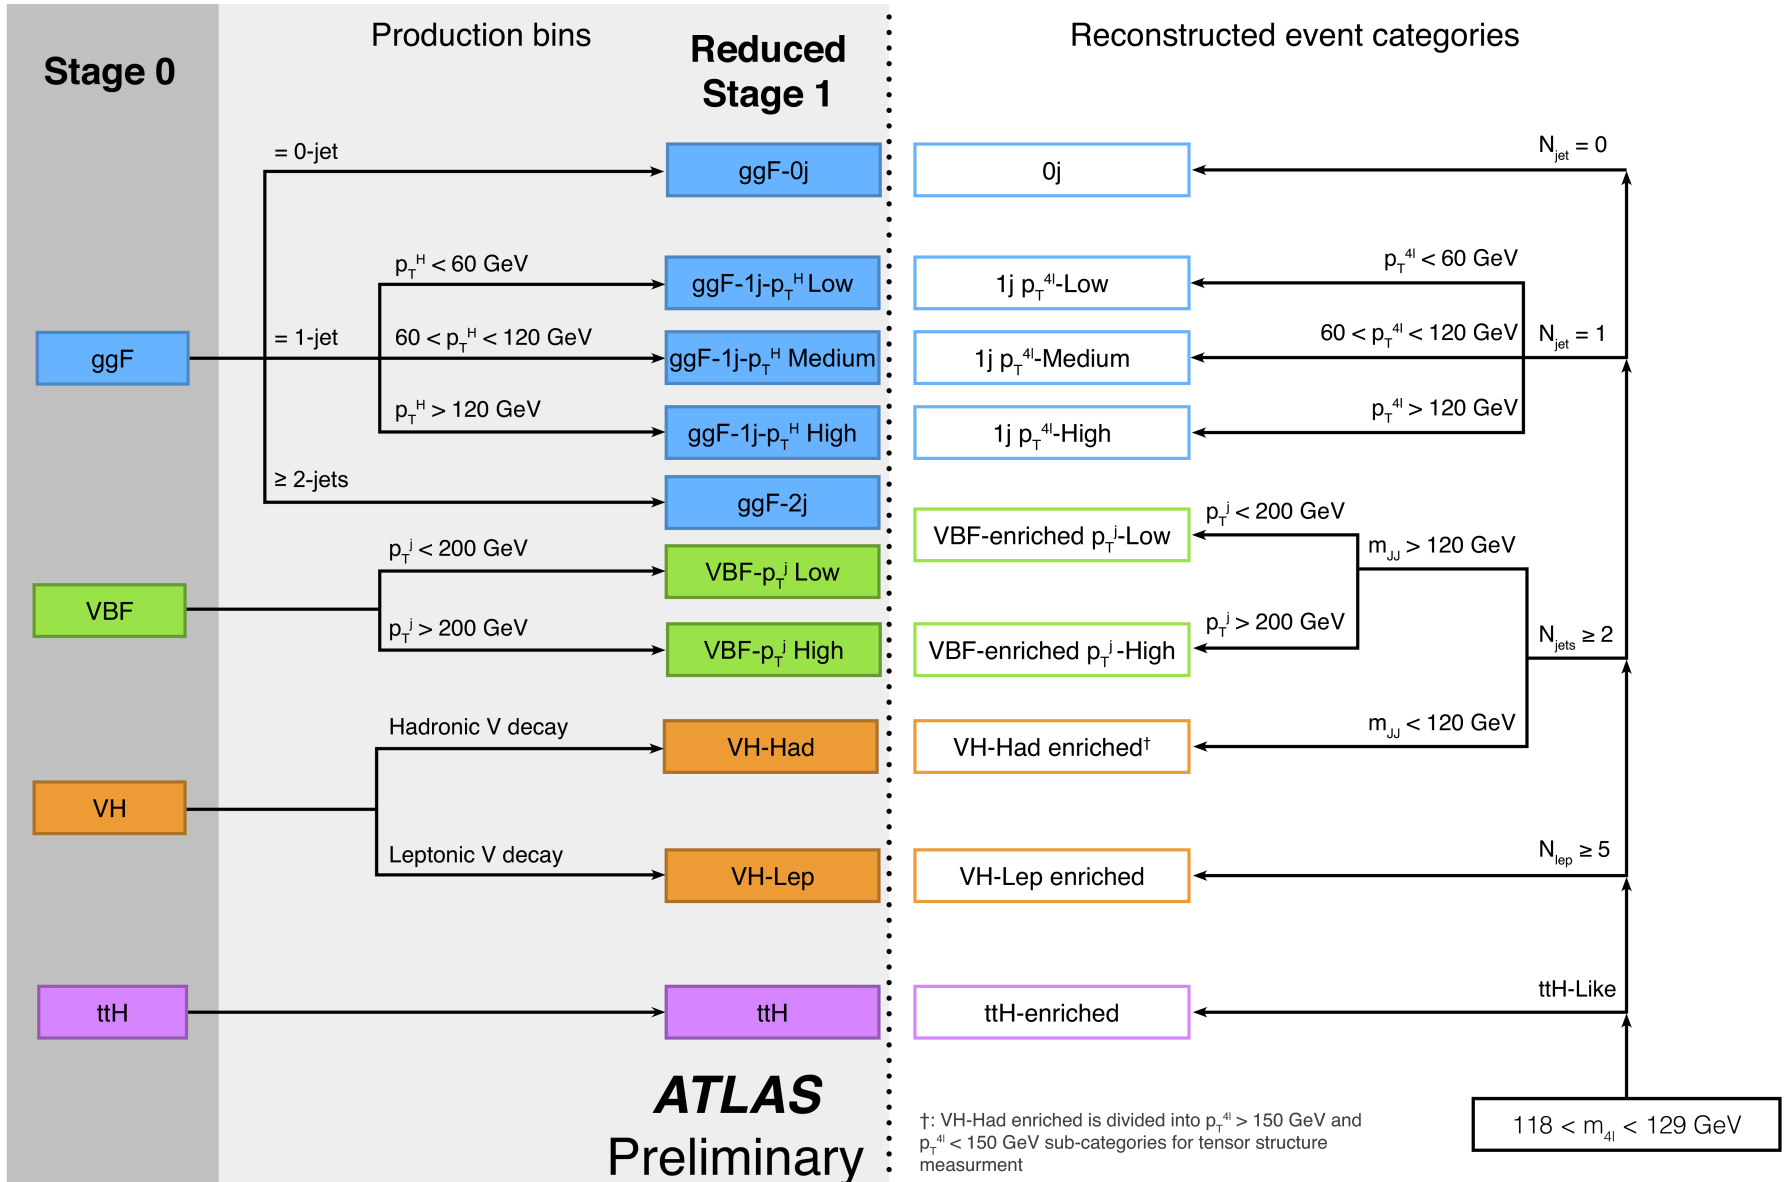 Production bins
Reconstructed event categories
Stage 0
Reduced
Stage 1
= 0-jet
ggF-0j
0j
N_jet = 0
p_T^H < 60 GeV
ggF-1j-p_T^H Low
1j p_T^4l-Low
p_T^4l < 60 GeV
ggF
= 1-jet
60 < p_T^H < 120 GeV
ggF-1j-p_T^H Medium
1j p_T^4l-Medium
60 < p_T^4l < 120 GeV
N_jet = 1
p_T^H > 120 GeV
ggF-1j-p_T^H High
1j p_T^4l-High
p_T^4l > 120 GeV
≥ 2-jets
ggF-2j
VBF-enriched p_T^j-Low
p_T^j < 200 GeV
m_JJ > 120 GeV
p_T^j < 200 GeV
VBF-p_T^j Low
VBF
p_T^j > 200 GeV
VBF-p_T^j High
VBF-enriched p_T^j-High
p_T^j > 200 GeV
N_jets ≥ 2
Hadronic V decay
VH-Had
VH-Had enriched†
m_JJ < 120 GeV
VH
Leptonic V decay
VH-Lep
VH-Lep enriched
N_lep ≥ 5
ttH
ttH
ttH-enriched
ttH-Like
ATLAS
Preliminary
†: VH-Had enriched is divided into p_T^4l > 150 GeV and
p_T^4l < 150 GeV sub-categories for tensor structure
measurment
118 < m_4l < 129 GeV